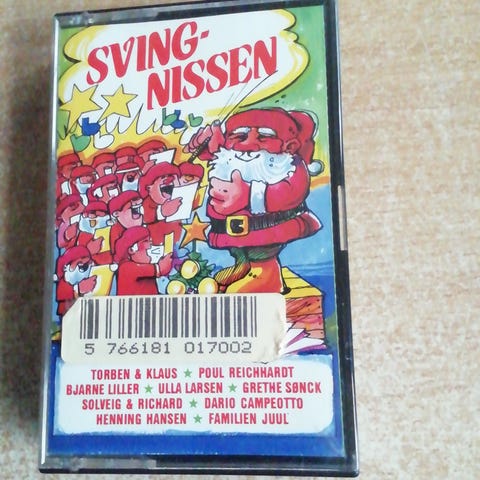 SVING-
NISSEN
5 766181 017002
TORBEN & KLAUS ★ POUL REICHHARDT
BJARNE LILLER ★ ULLA LARSEN ★ GRETHE SØNCK
SOLVEIG & RICHARD ★ DARIO CAMPEOTTO
HENNING HANSEN ★ FAMILIEN JUUL